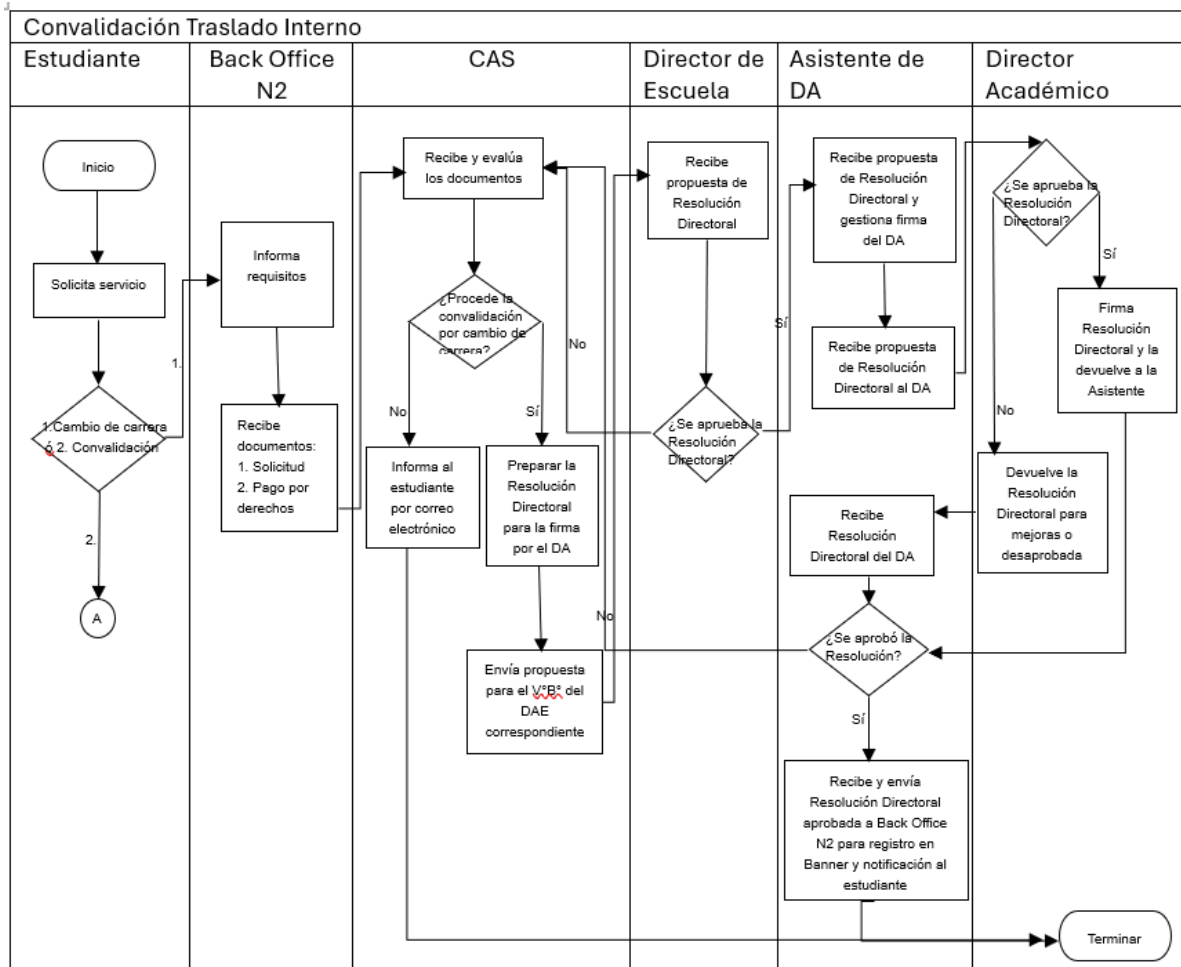 Convalidación Traslado Interno
Estudiante
Back Office
N2
CAS
Director de
Escuela
Asistente de
DA
Director
Académico
Inicio
Solicita servicio
1.Cambio de carrera
ó 2. Convalidación
1.
2.
A
Informa
requisitos
Recibe
documentos:
1. Solicitud
2. Pago por
derechos
Recibe y evalúa
los documentos
¿Procede la
convalidación
por cambio de
carrera?
No
Sí
Informa al
estudiante
por correo
electrónico
Preparar la
Resolución
Directoral
para la firma
por el DA
Envía propuesta
para el V°B° del
DAE
correspondiente
Recibe
propuesta de
Resolución
Directoral
¿Se aprueba la
Resolución
Directoral?
No
Sí
Recibe propuesta
de Resolución
Directoral y
gestiona firma
del DA
Recibe propuesta
de Resolución
Directoral al DA
¿Se aprueba la
Resolución
Directoral?
Sí
No
Firma
Resolución
Directoral y la
devuelve a la
Asistente
Devuelve la
Resolución
Directoral para
mejoras o
desaprobada
Recibe
Resolución
Directoral del DA
¿Se aprobó la
Resolución?
No
Sí
Recibe y envía
Resolución Directoral
aprobada a Back Office
N2 para registro en
Banner y notificación al
estudiante
Terminar